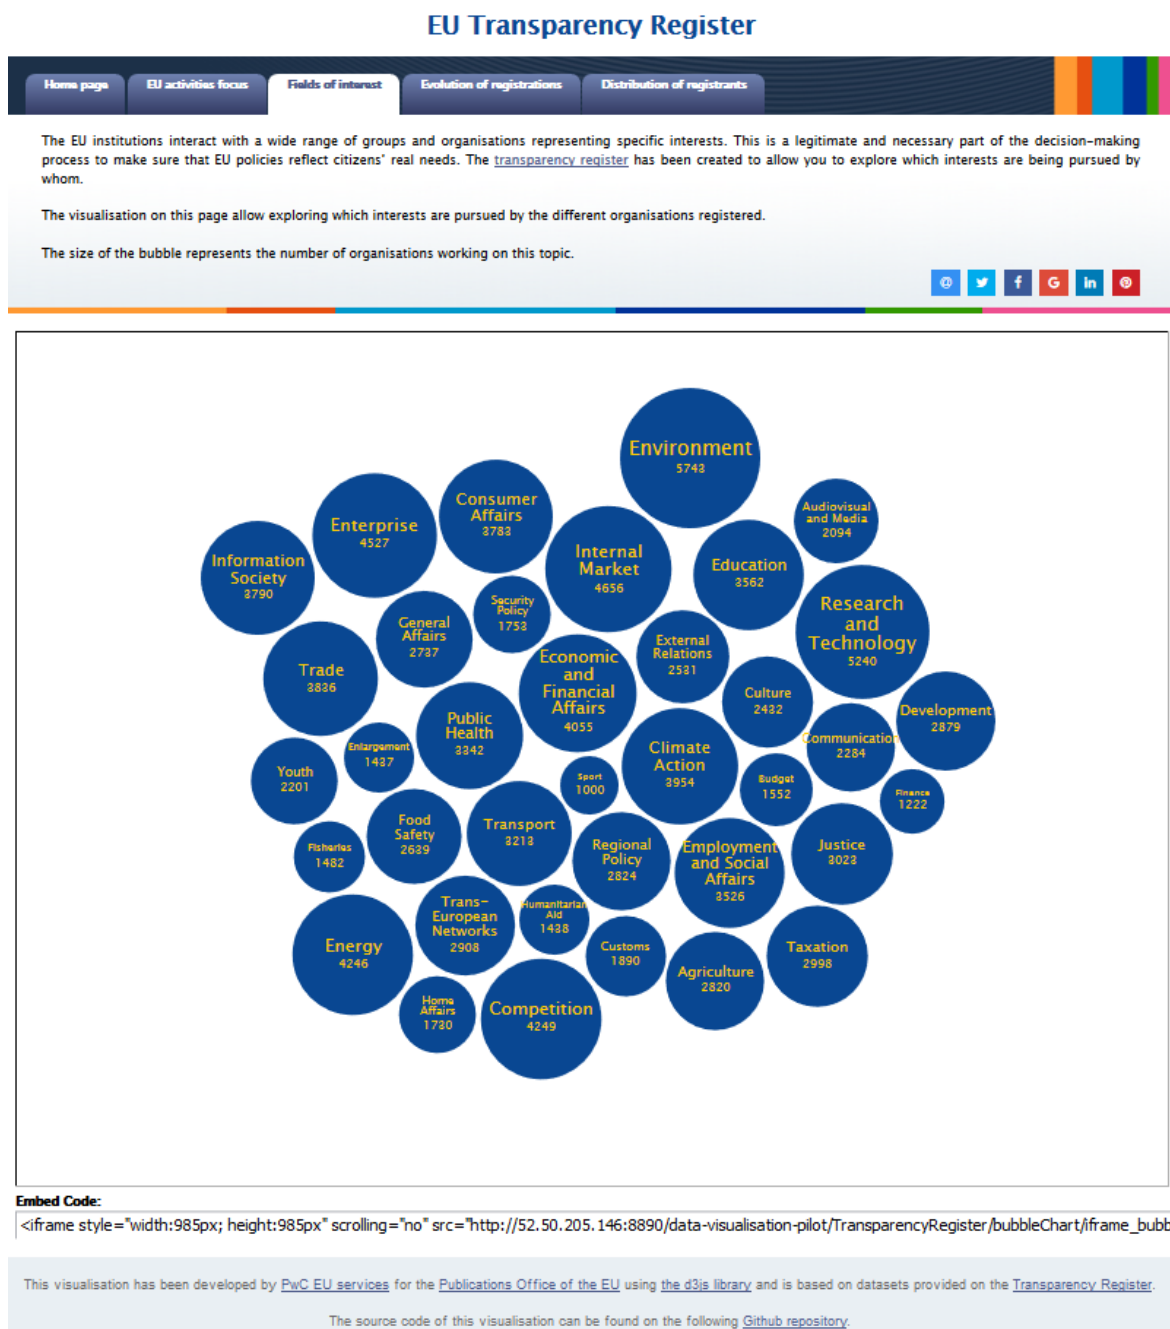 EU Transparency Register
Home page
EU activities focus
Fields of interest
Evolution of registrations
Distribution of registrants
The EU institutions interact with a wide range of groups and organisations representing specific interests. This is a legitimate and necessary part of the decision-making
process to make sure that EU policies reflect citizens' real needs. The transparency register has been created to allow you to explore which interests are being pursued by
whom.
The visualisation on this page allow exploring which interests are pursued by the different organisations registered.
The size of the bubble represents the number of organisations working on this topic.
Environment
5743
Consumer
Affairs
3783
Audiovisual
and Media
2094
Enterprise
4527
Internal
Market
4656
Education
3562
Information
Society
3790
Security
Policy
1753
Research
and
Technology
5240
General
Affairs
2737
External
Relations
2531
Trade
3836
Economic
and
Financial
Affairs
4055
Culture
2432
Development
2879
Public
Health
3342
Communication
2284
Enlargement
1437
Climate
Action
3954
Youth
2201
Sport
1000
Budget
1552
Finance
1222
Food
Safety
2639
Transport
3213
Fisheries
1482
Regional
Policy
2824
Employment
and Social
Affairs
3526
Justice
3023
Trans-
European
Networks
2908
Humanitarian
Aid
1438
Energy
4246
Customs
1890
Taxation
2998
Agriculture
2820
Home
Affairs
1730
Competition
4249
Embed Code:
<iframe style="width:985px; height:985px" scrolling="no" src="http://52.50.205.146:8890/data-visualisation-pilot/TransparencyRegister/bubbleChart/iframe_bubb
This visualisation has been developed by PwC EU services for the Publications Office of the EU using the d3js library and is based on datasets provided on the Transparency Register.
The source code of this visualisation can be found on the following Github repository.